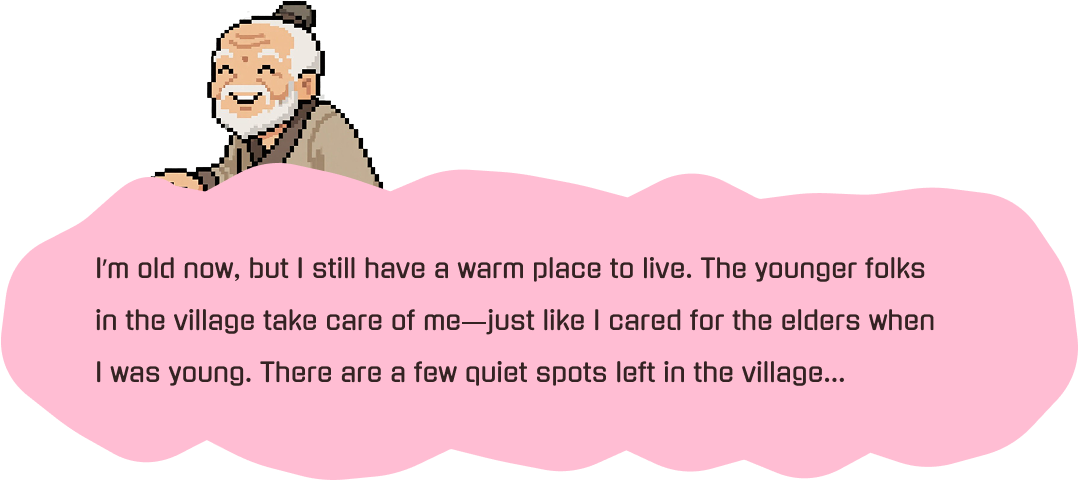 I'm old now, but I still have a warm place to live. The younger folks
in the village take care of me—just like I cared for the elders when
I was young. There are a few quiet spots left in the village...